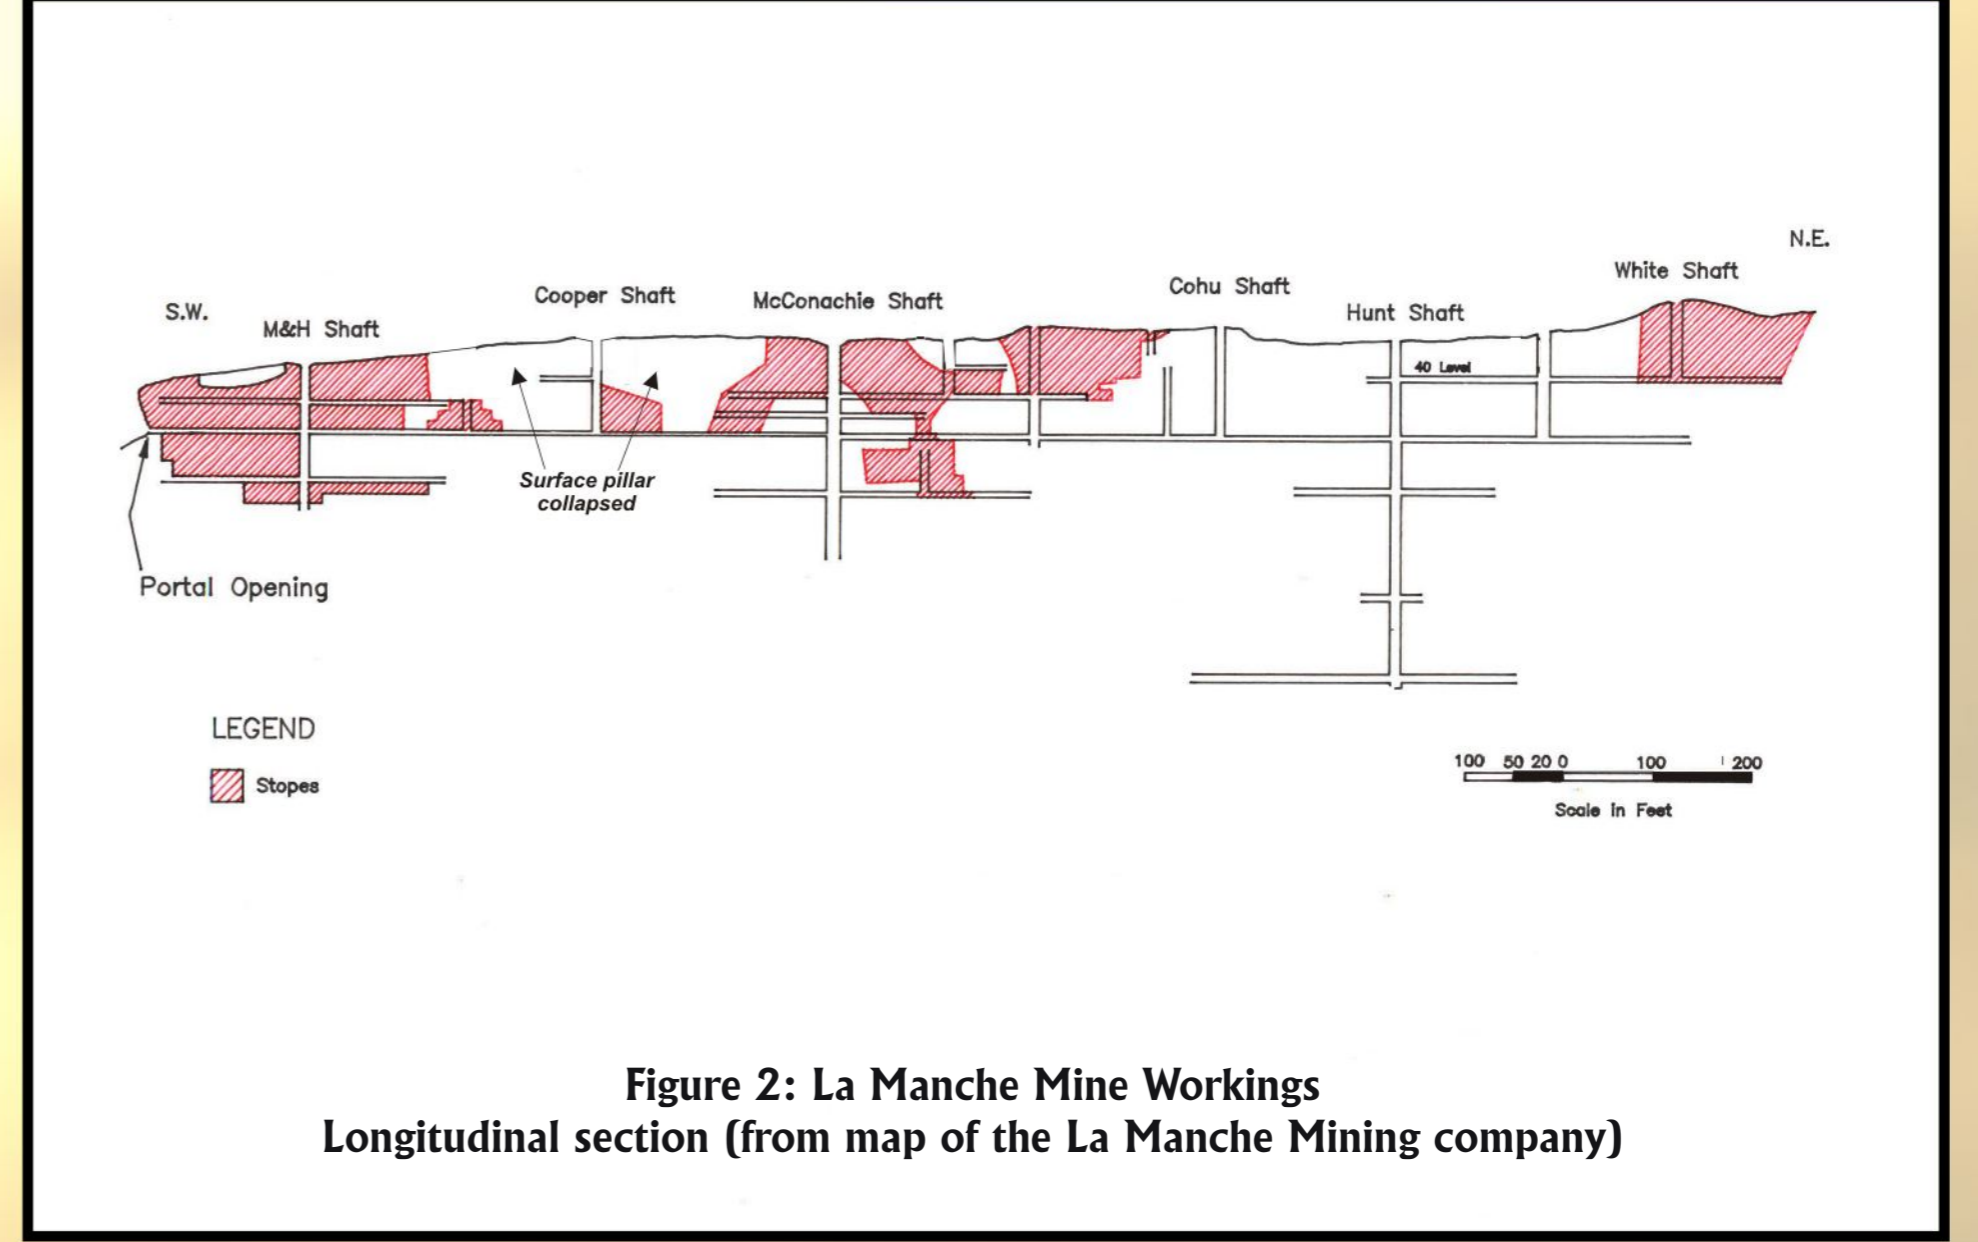 N.E.
White Shaft
Cohu Shaft
Cooper Shaft
McConachie Shaft
S.W.
Hunt Shaft
M&H Shaft
40 Level
Surface pillar
collapsed
Portal Opening
LEGEND
Stopes
100 50 20 0 100 200
Scale in Feet
Figure 2: La Manche Mine Workings
Longitudinal section (from map of the La Manche Mining company)